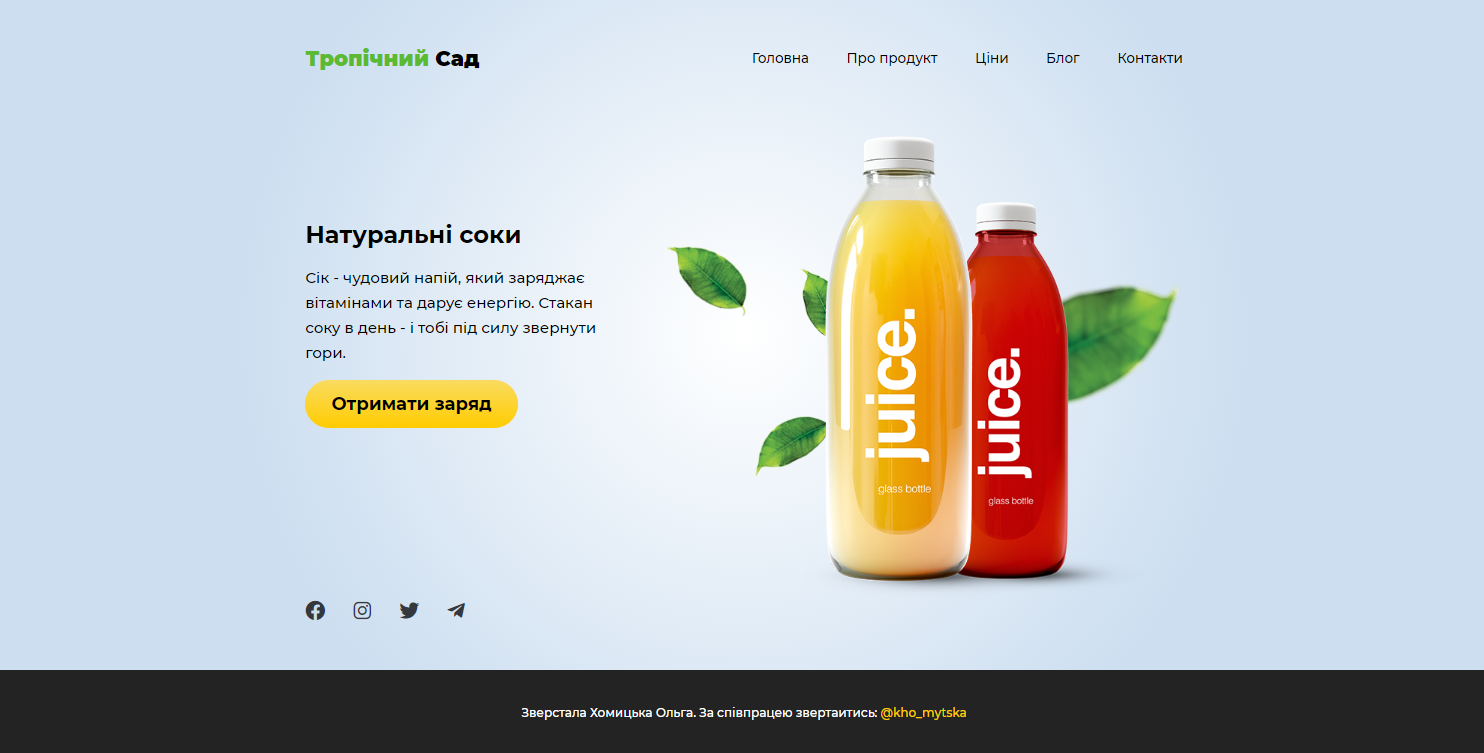 Тропічний Сад
Головна Про продукт Ціни Блог Контакти
Натуральні соки
Сік - чудовий напій, який заряджає
вітамінами та дарує енергію. Стакан
соку в день - і тобі під силу звернути
гори.
Отримати заряд
juice.
glass bottle
juice.
glass bottle
Зверстала Хомицька Ольга. За співпрацею звертаитись: @kho_mytska